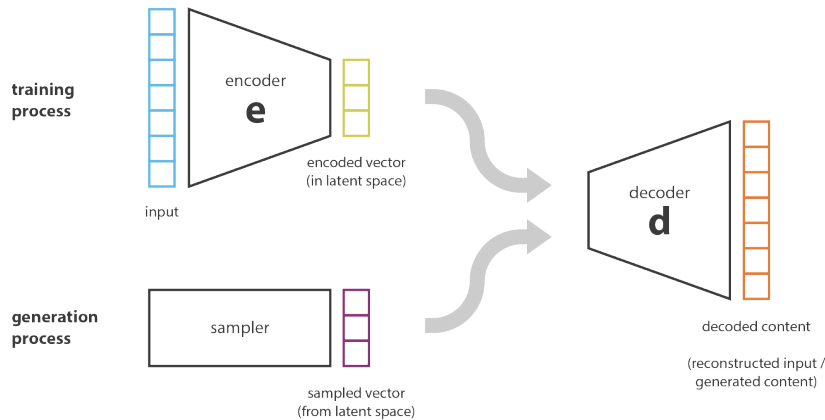 training
process
encoder
e
encoded vector
(in latent space)
input
decoder
d
generation
process
sampler
sampled vector
(from latent space)
decoded content
(reconstructed input /
generated content)